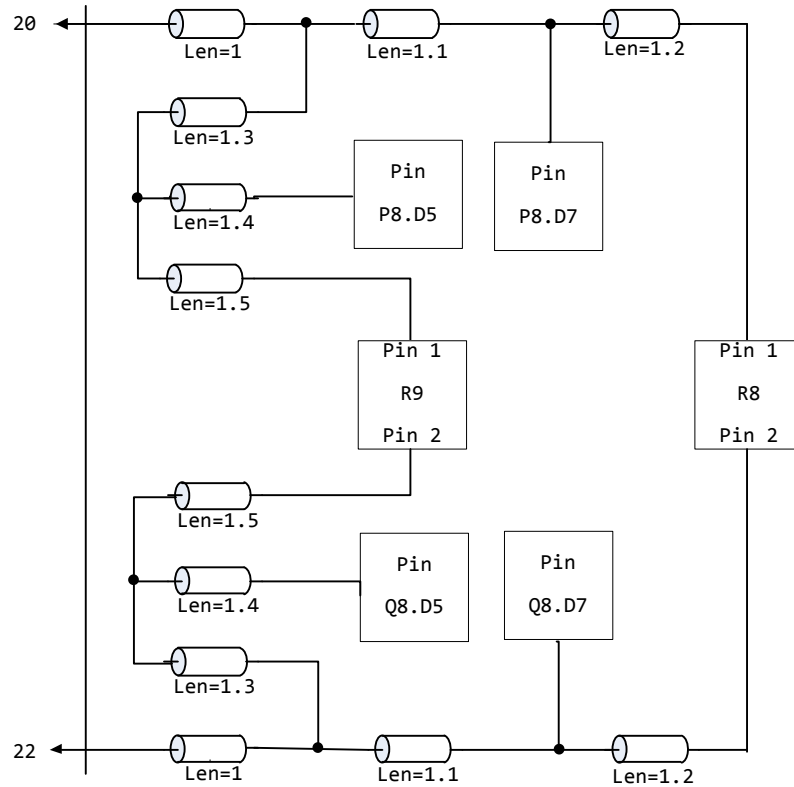 20
Len=1
Len=1.1
Len=1.2
Len=1.3
Len=1.4
Pin
P8.D5
Pin
P8.D7
Len=1.5
Pin 1
R9
Pin 2
Pin 1
R8
Pin 2
Len=1.5
Len=1.4
Pin
Q8.D5
Pin
Q8.D7
Len=1.3
22
Len=1
Len=1.1
Len=1.2